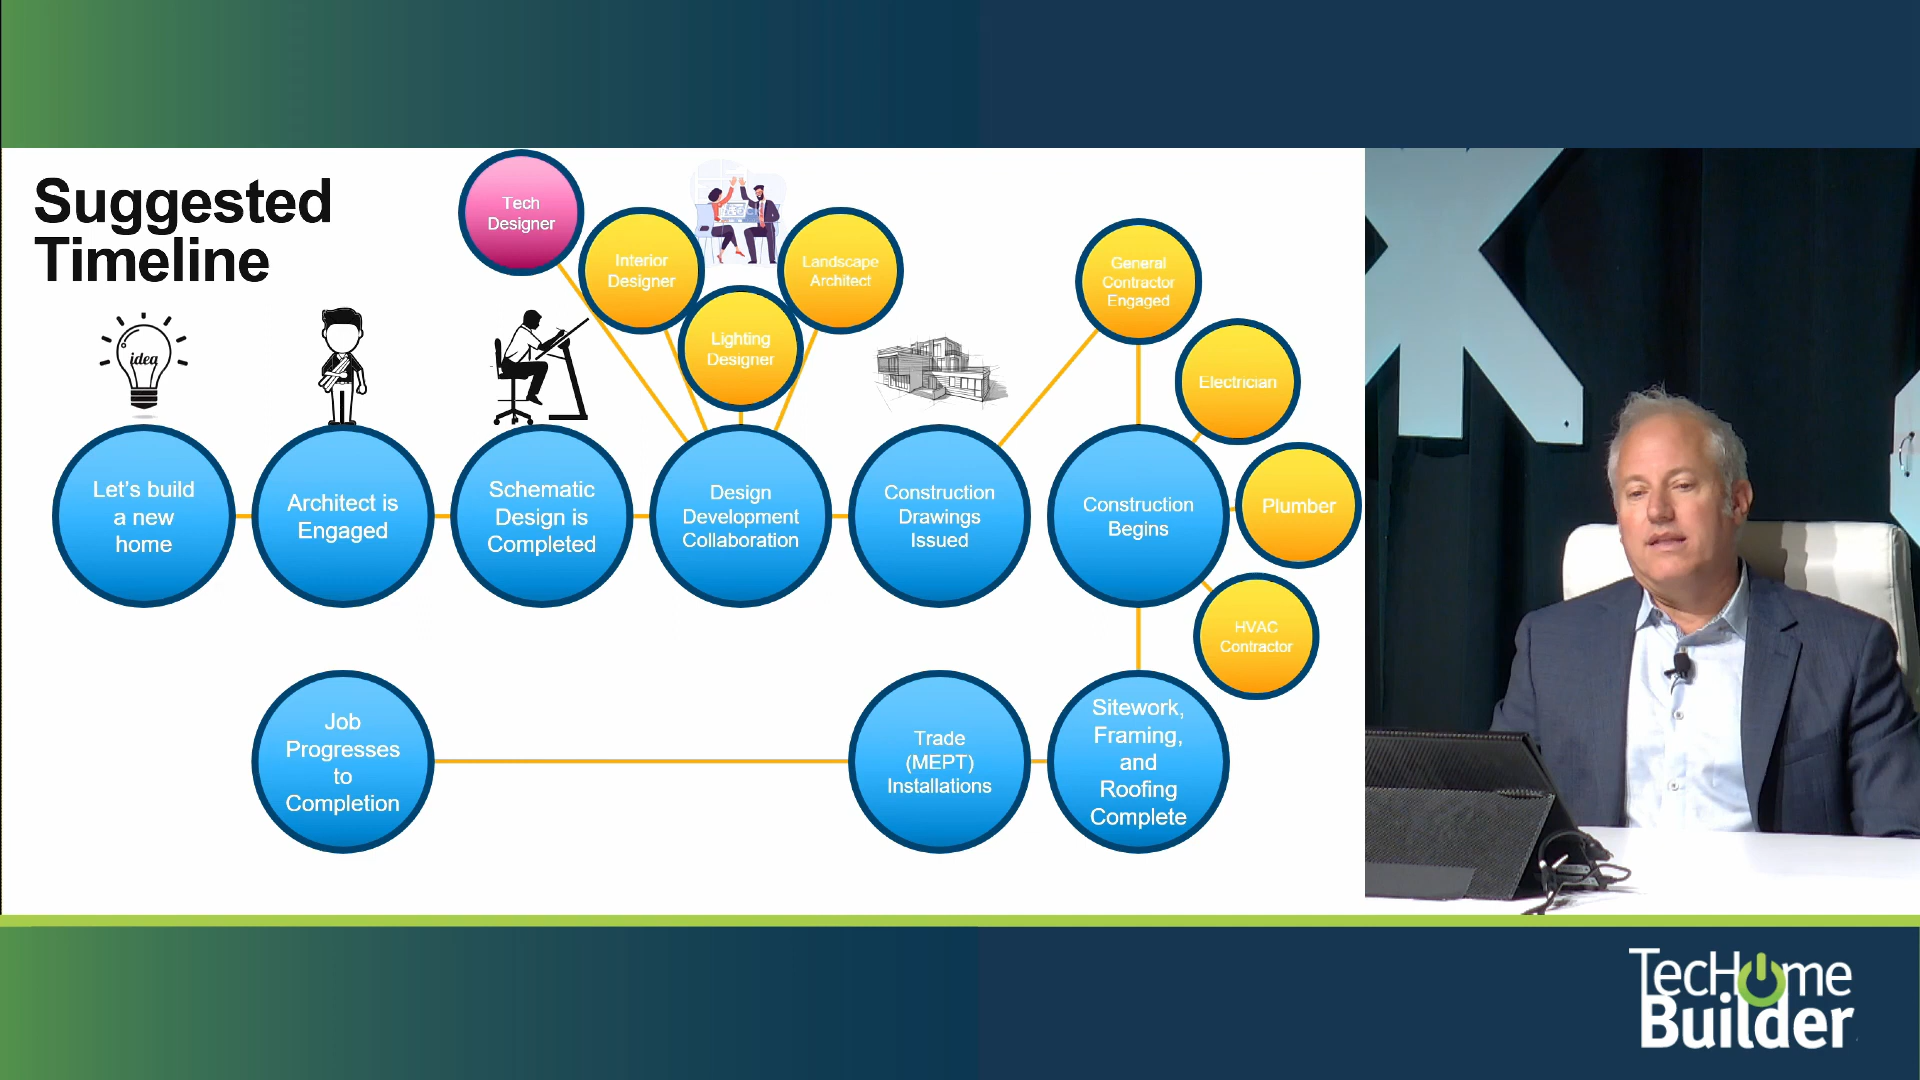 Suggested
Timeline
Tech
Designer
Interior
Designer
Lighting
Designer
Landscape
Architect
General
Contractor
Engaged
Electrician
Plumber
HVAC
Contractor
idea
Let's build
a new
home
Architect is
Engaged
Schematic
Design is
Completed
Design
Development
Collaboration
Construction
Drawings
Issued
Construction
Begins
Job
Progresses
to
Completion
Trade
(MEPT)
Installations
Sitework,
Framing,
and
Roofing
Complete
TecHome
Builder